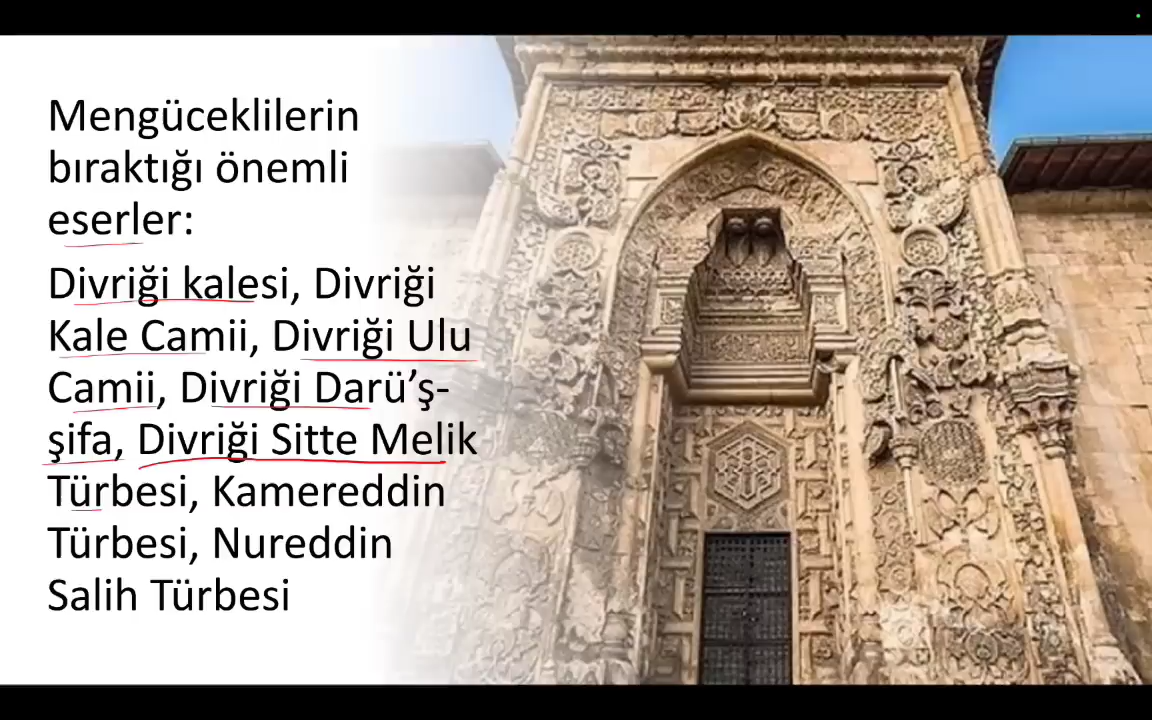 Mengüceklilerin
bıraktığı önemli
eserler:
Divriği kalesi, Divriği
Kale Camii, Divriği Ulu
Camii, Divriği Darü’ş-
şifa, Divriği Sitte Melik
Türbesi, Kamereddin
Türbesi, Nureddin
Salih Türbesi